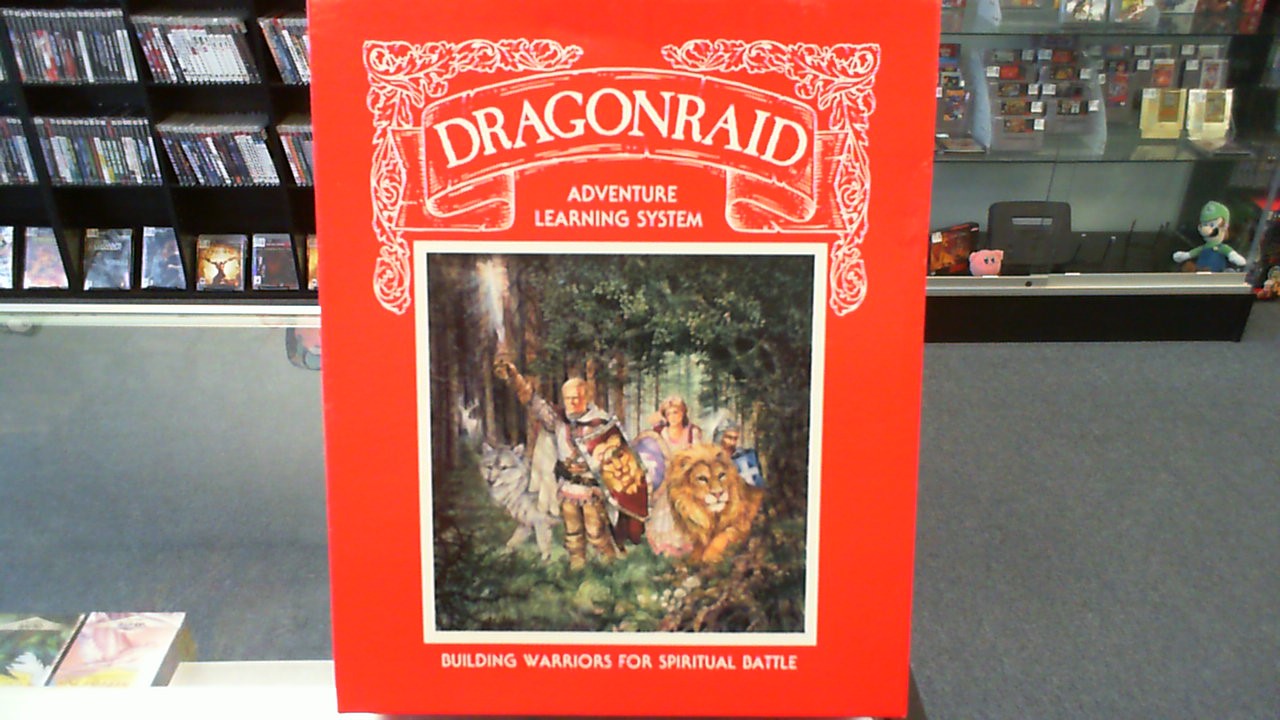 DRAGONRAID
ADVENTURE
LEARNING SYSTEM
BUILDING WARRIORS FOR SPIRITUAL BATTLE